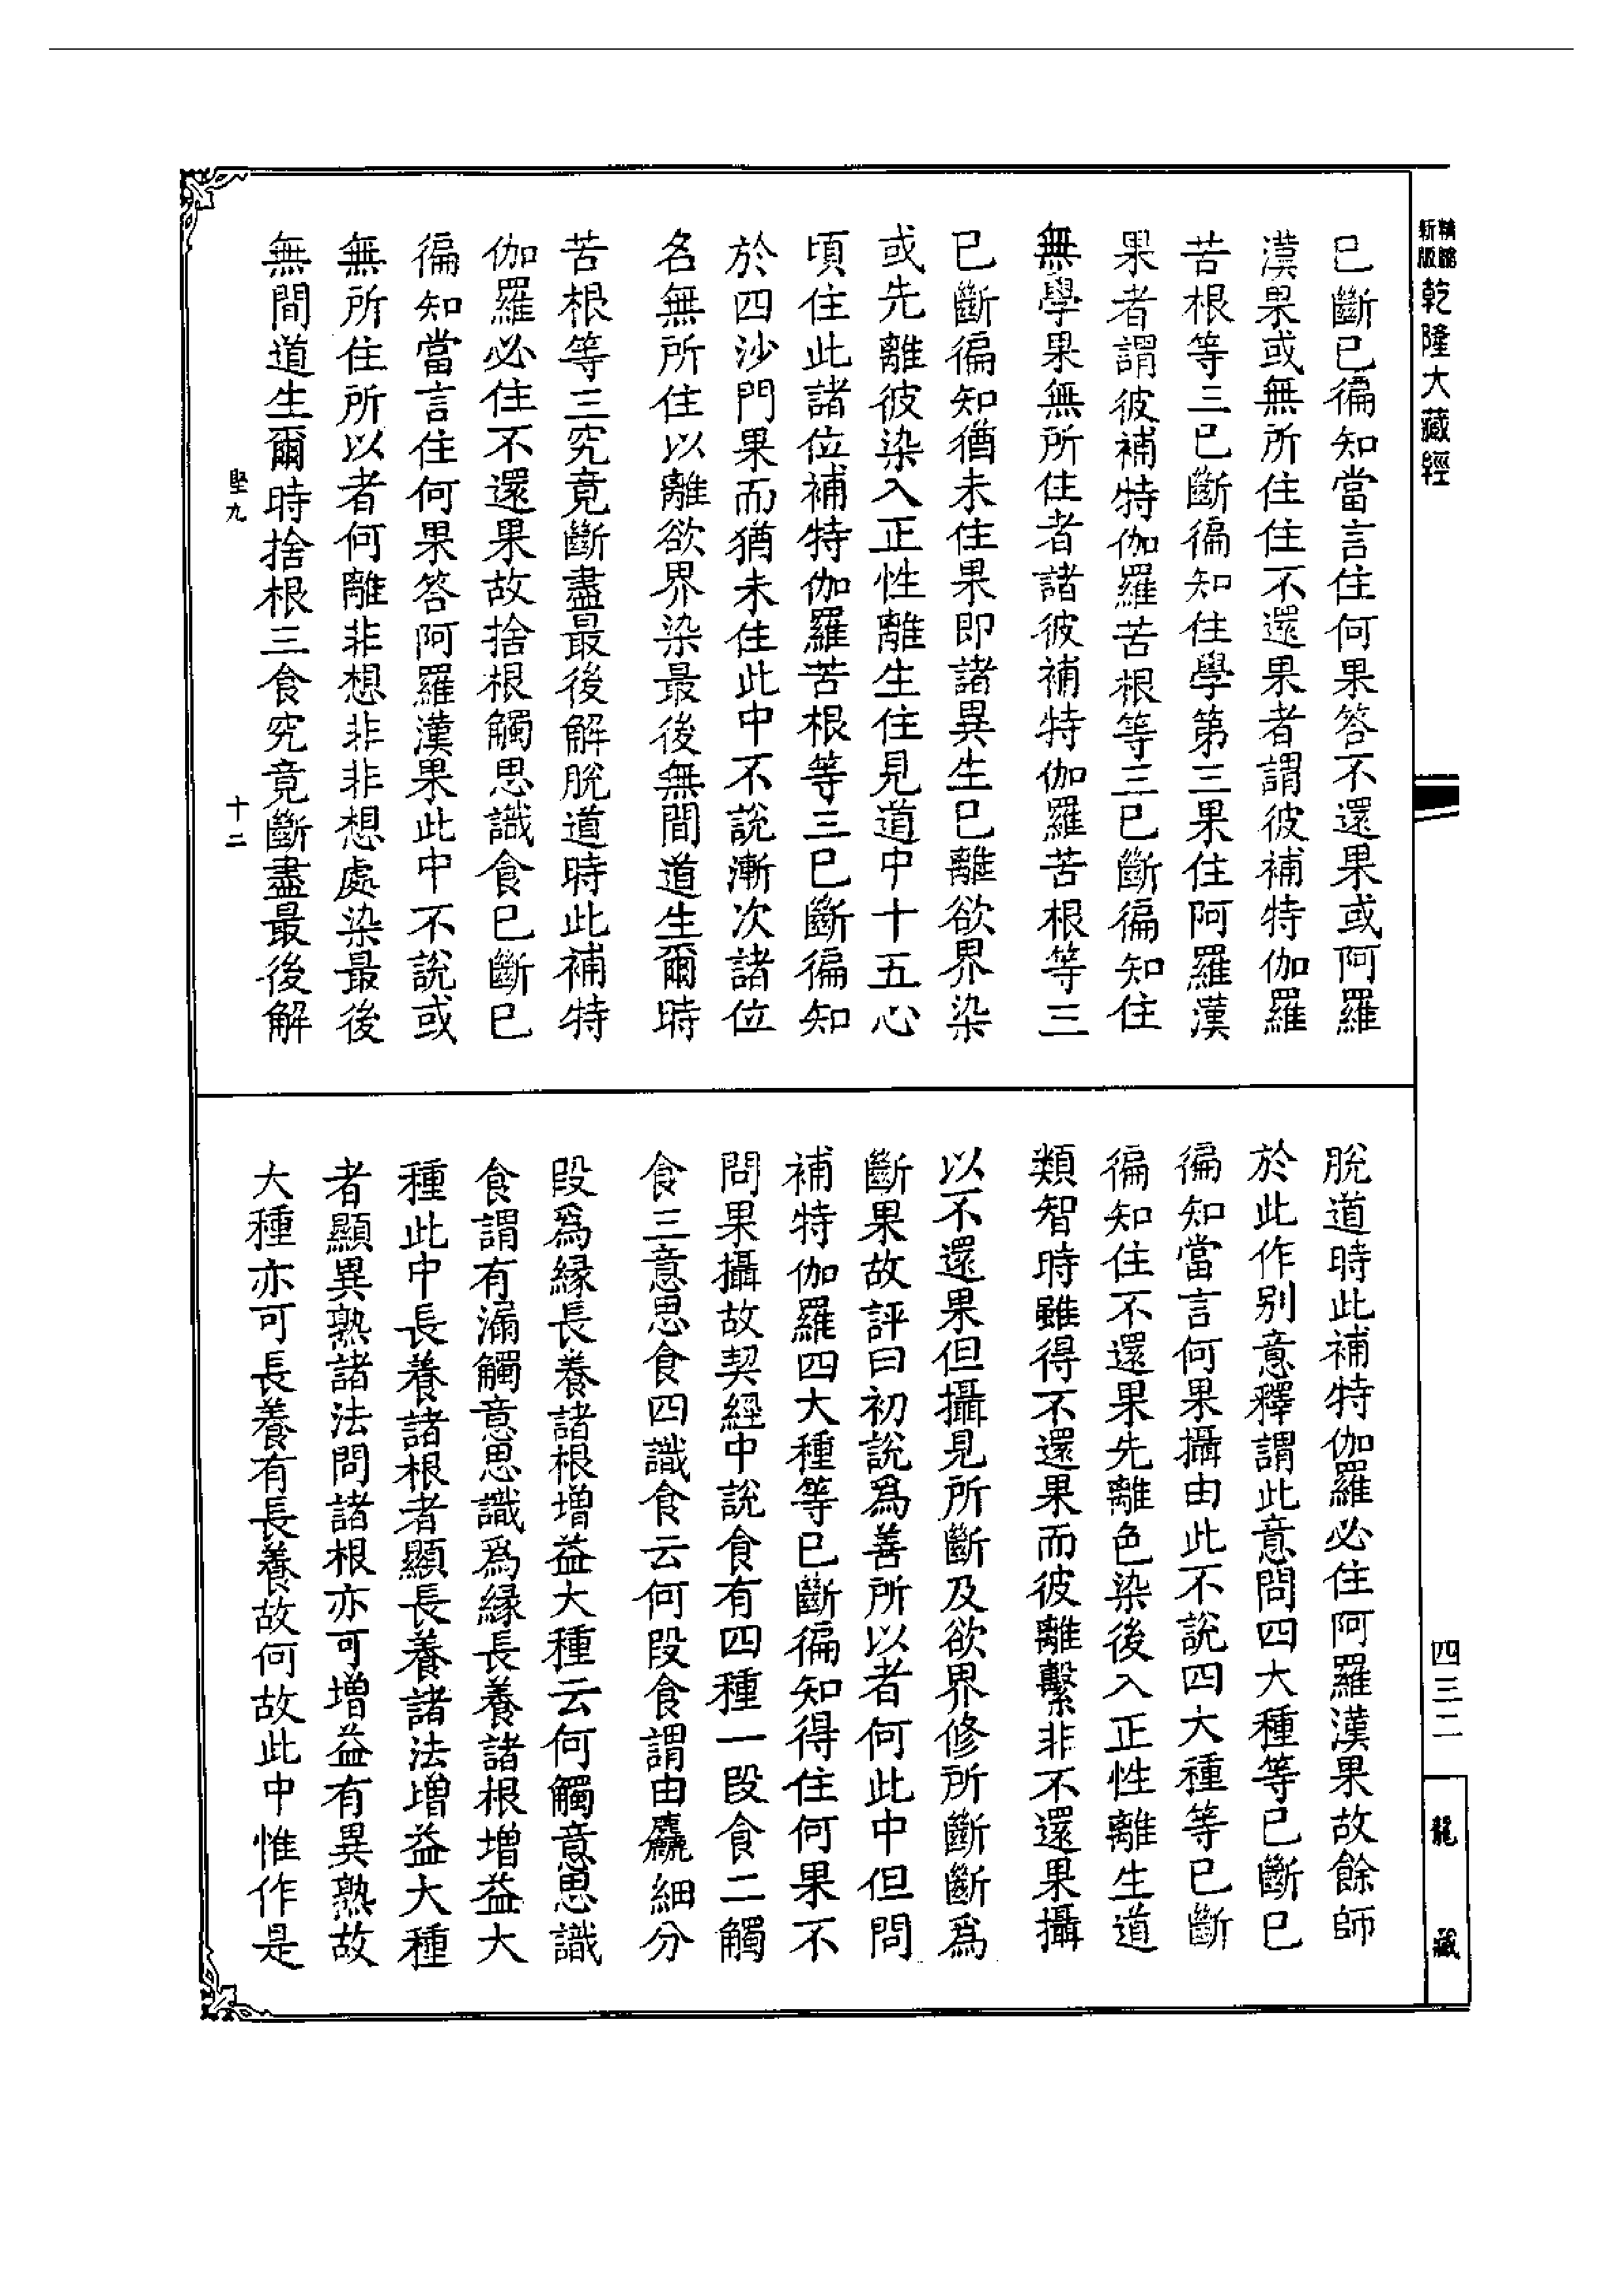 精縮新版乾隆大藏經
已斷已徧知當言住何果答不還果或阿羅
漢果或無所住住不還果者謂彼補特伽羅
苦根等三已斷徧知住學第三果住阿羅漢
果者謂彼補特伽羅苦根等三已斷徧知住
無學果無所住者諸彼補特伽羅苦根等三
已斷徧知猶未住果即諸異生已離欲界染
或先離彼染入正性離生住見道中十五心
頃住此諸位補特伽羅苦根等三已斷徧知
於四沙門果而猶未住此中不說漸次諸位
名無所住以離欲界染最後無間道生爾時
苦根等三究竟斷盡最後解脫道時此補特
伽羅必住不還果故捨根觸思識食已斷已
徧知當言住何果答阿羅漢果此中不說或
無所住所以者何離非想非非想處染最後
無間道生爾時捨根三食究竟斷盡最後解
堅九 十二
脫道時此補特伽羅必住阿羅漢果故餘師
於此作別意釋謂此意問四大種等已斷已
徧知當言何果攝由此不說四大種等已斷
徧知住不還果先離色染後入正性離生道
類智時雖得不還果而彼離繫非不還果攝
以不還果但攝見所斷及欲界修所斷斷為
斷果故評曰初說為善所以者何此中但問
補特伽羅四大種等已斷徧知得住何果不
問果攝故契經中說食有四種一段食二觸
食三意思食四識食云何段食謂由麤細分
段為緣長養諸根增益大種云何觸意思識
食謂有漏觸意思識為緣長養諸根增益大
種此中長養諸根者顯長養諸法增益大種
者顯異熟諸法問諸根亦可增益有異熟故
大種亦可長養有長養故何故此中惟作是
四三二
龍藏